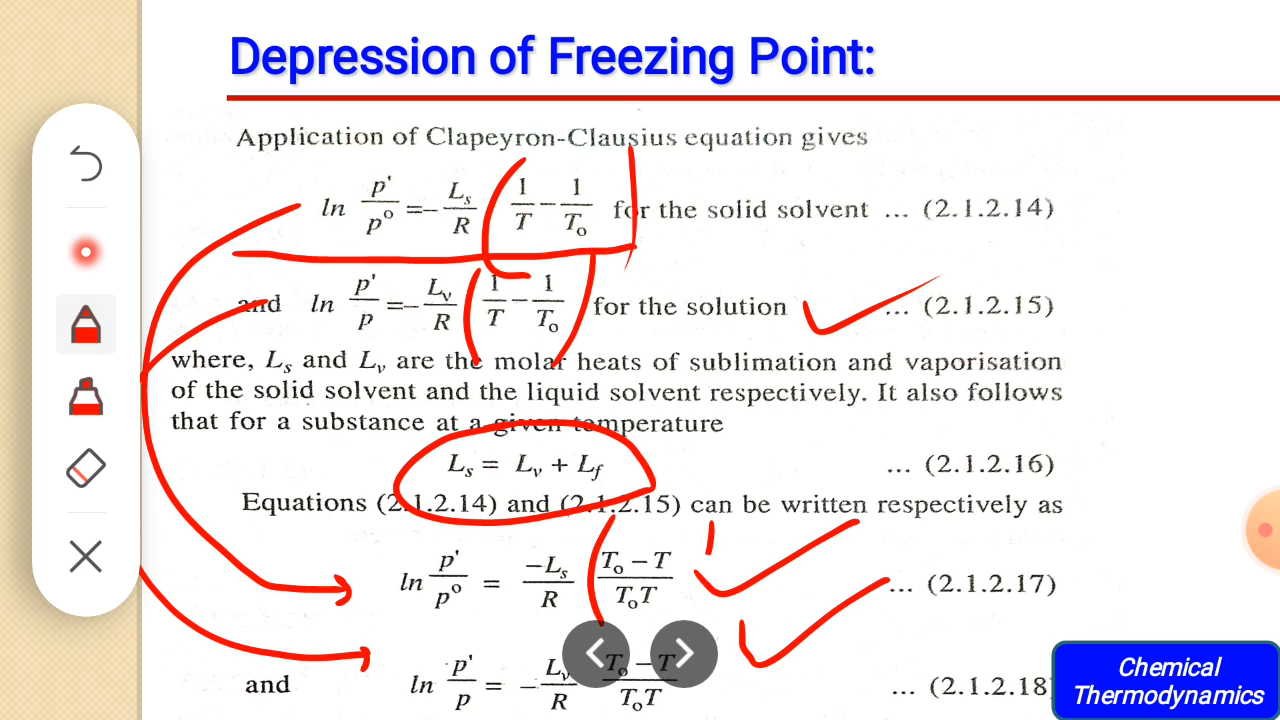 Depression of Freezing Point:
Application of Clapeyron-Clausius equation gives
ln p'/p° = – Ls/R 1/T – 1/To for the solid solvent ... (2.1.2.14)
and ln p'/p = – Lv/R 1/T – 1/To for the solution ... (2.1.2.15)
where, Ls and Lv are the molar heats of sublimation and vaporisation
of the solid solvent and the liquid solvent respectively. It also follows
that for a substance at a given temperature
Ls = Lv + Lf ... (2.1.2.16)
Equations (2.1.2.14) and (2.1.2.15) can be written respectively as
ln p'/p° = –Ls/R To – T/ToT ... (2.1.2.17)
and ln p'/p = – Lv/R To – T/ToT ... (2.1.2.18
Chemical
Thermodynamics